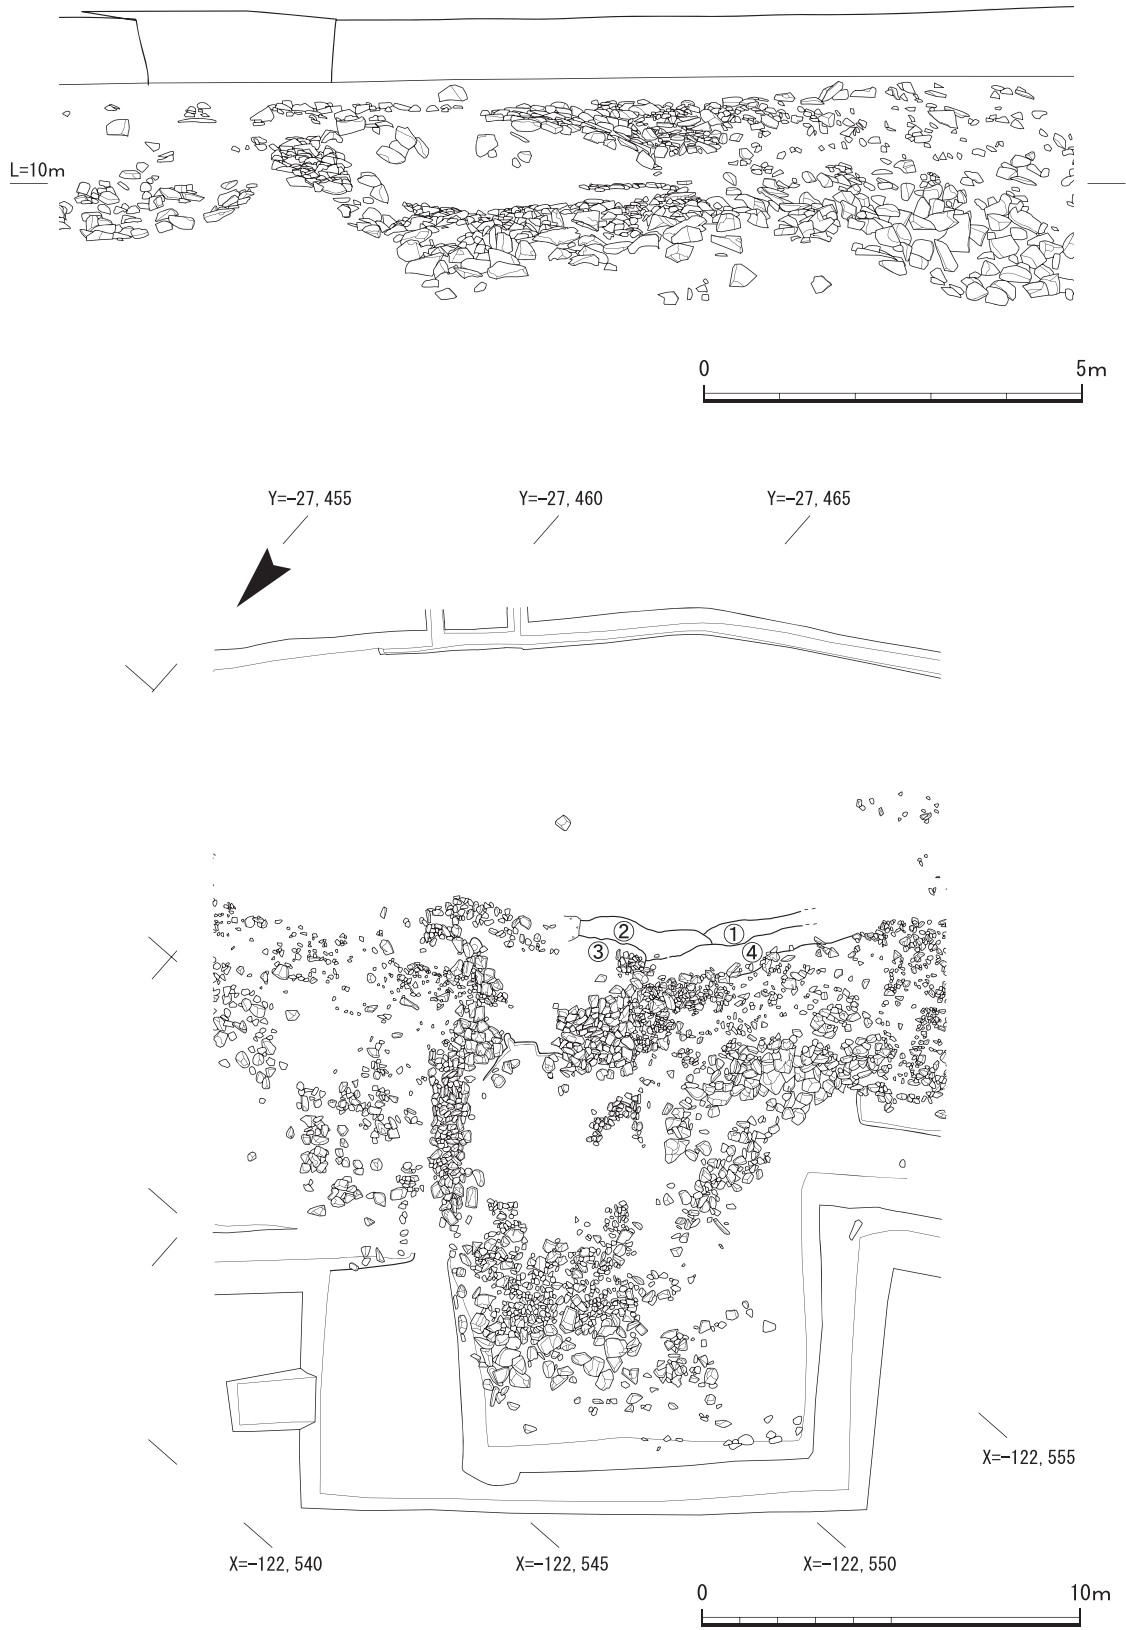 L=10m
0 5m
Y=-27,455 Y=-27,460 Y=-27,465
② ①
③ ④
X=-122,555
X=-122,540 X=-122,545 X=-122,550
0 10m